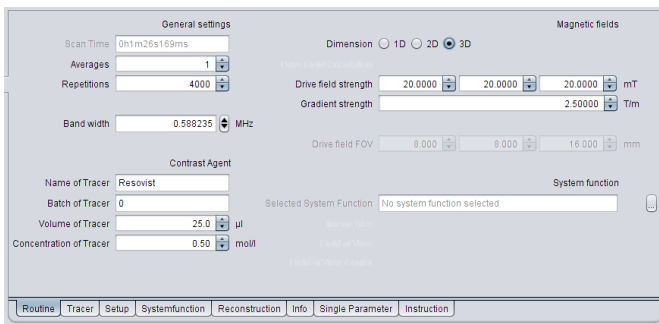 General settings
Scan Time 0h1m26s169ms
Averages 1
Repetitions 4000
Band width 0.588235 MHz
Contrast Agent
Name of Tracer Resovist
Batch of Tracer 0
Volume of Tracer 25.0 µl
Concentration of Tracer 0.50 mol/l
Magnetic fields
Dimension 1D 2D 3D
Drive field strength 20.0000 20.0000 20.0000 mT
Gradient strength 2.50000 T/m
Drive Field FOV 8.000 8.000 16.000 mm
System function
Selected System Function No system function selected ...
Routine Tracer Setup Systemfunction Reconstruction Info Single Parameter Instruction